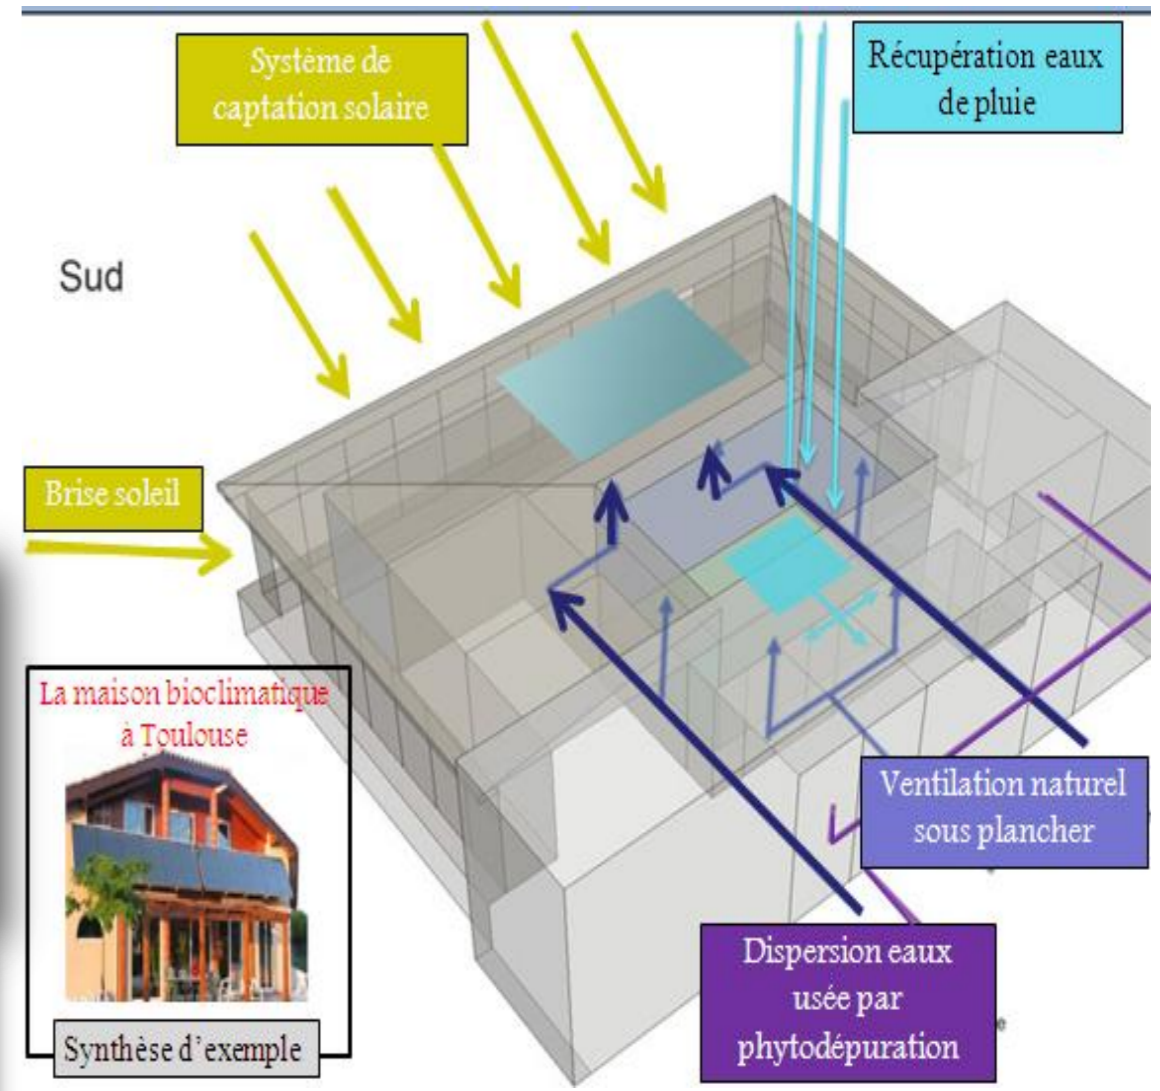 Système de
captation solaire
Récupération eaux
de pluie
Sud
Brise soleil
La maison bioclimatique
à Toulouse
Synthèse d'exemple
Ventilation naturel
sous plancher
Dispersion eaux
usée par
phytodépuration
e